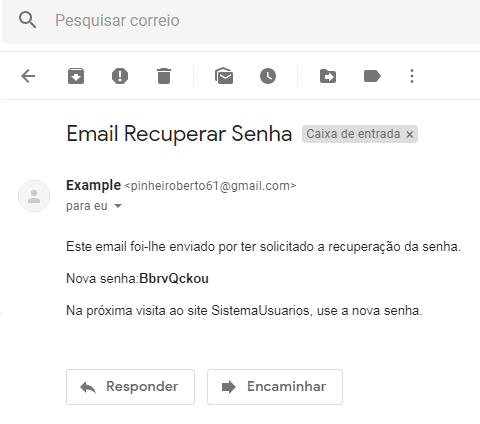 Pesquisar correio
Email Recuperar Senha Caixa de entrada ×
Example <pinheiroberto61@gmail.com>
para eu
Este email foi-lhe enviado por ter solicitado a recuperação da senha.
Nova senha:BbrvQckou
Na próxima visita ao site SistemaUsuarios, use a nova senha.
Responder Encaminhar